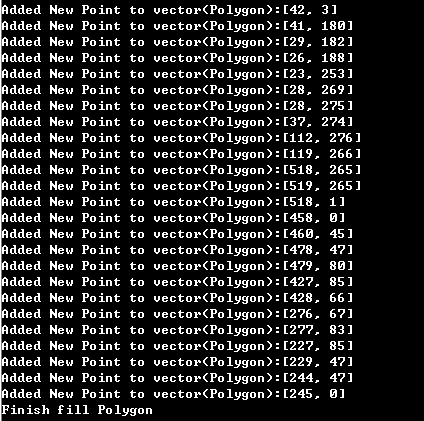 Added New Point to vector(Polygon):[42, 3]
Added New Point to vector(Polygon):[41, 180]
Added New Point to vector(Polygon):[29, 182]
Added New Point to vector(Polygon):[26, 188]
Added New Point to vector(Polygon):[23, 253]
Added New Point to vector(Polygon):[28, 269]
Added New Point to vector(Polygon):[28, 275]
Added New Point to vector(Polygon):[37, 274]
Added New Point to vector(Polygon):[112, 276]
Added New Point to vector(Polygon):[119, 266]
Added New Point to vector(Polygon):[518, 265]
Added New Point to vector(Polygon):[519, 265]
Added New Point to vector(Polygon):[518, 1]
Added New Point to vector(Polygon):[458, 0]
Added New Point to vector(Polygon):[460, 45]
Added New Point to vector(Polygon):[478, 47]
Added New Point to vector(Polygon):[479, 80]
Added New Point to vector(Polygon):[427, 85]
Added New Point to vector(Polygon):[428, 66]
Added New Point to vector(Polygon):[276, 67]
Added New Point to vector(Polygon):[277, 83]
Added New Point to vector(Polygon):[227, 85]
Added New Point to vector(Polygon):[229, 47]
Added New Point to vector(Polygon):[244, 47]
Added New Point to vector(Polygon):[245, 0]
Finish fill Polygon